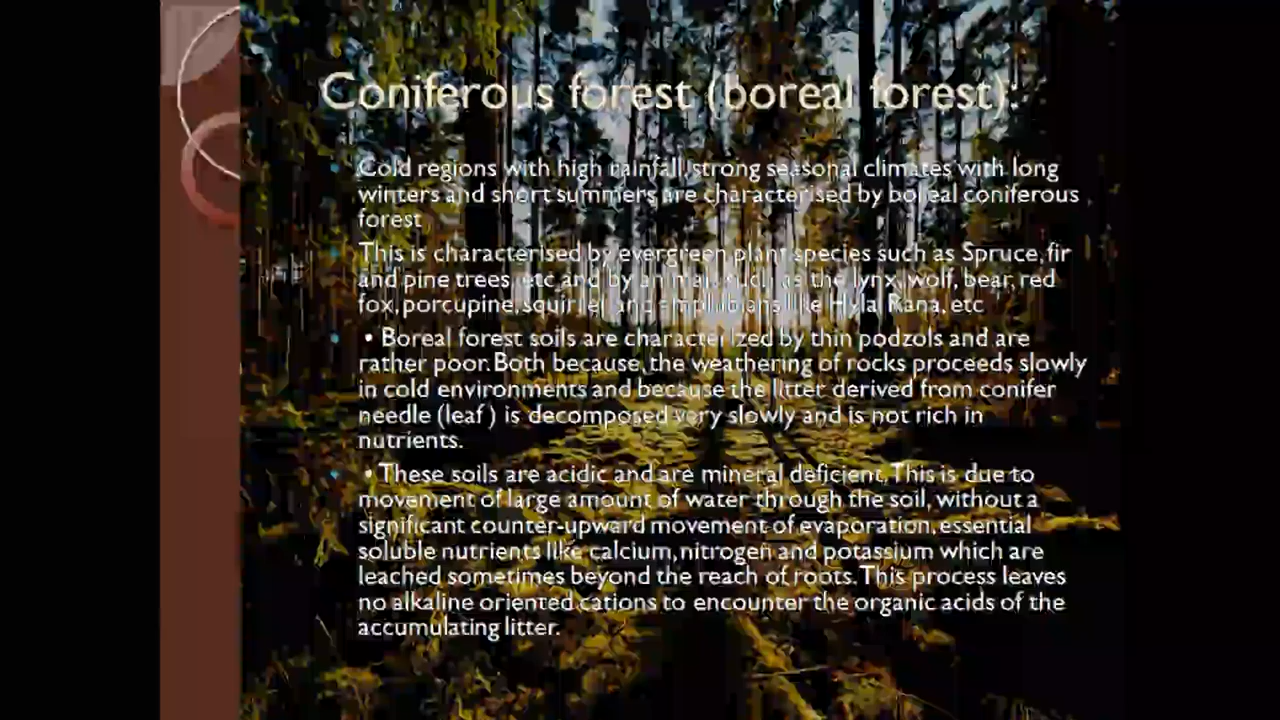 Coniferous forest (boreal forest):
Cold regions with high rainfall, strong seasonal climates with long
winters and short summers are characterised by boreal coniferous
forest
This is characterised by evergreen plant species such as Spruce, fir
and pine trees, etc and by animals such as the lynx, wolf, bear, red
fox, porcupine, squirrel, and amphibians like Hyla, Rana, etc
• Boreal forest soils are characterized by thin podzols and are
rather poor. Both because, the weathering of rocks proceeds slowly
in cold environments and because the litter derived from conifer
needle (leaf ) is decomposed very slowly and is not rich in
nutrients.
• These soils are acidic and are mineral deficient. This is due to
movement of large amount of water through the soil, without a
significant counter-upward movement of evaporation, essential
soluble nutrients like calcium, nitrogen and potassium which are
leached sometimes beyond the reach of roots. This process leaves
no alkaline oriented cations to encounter the organic acids of the
accumulating litter.